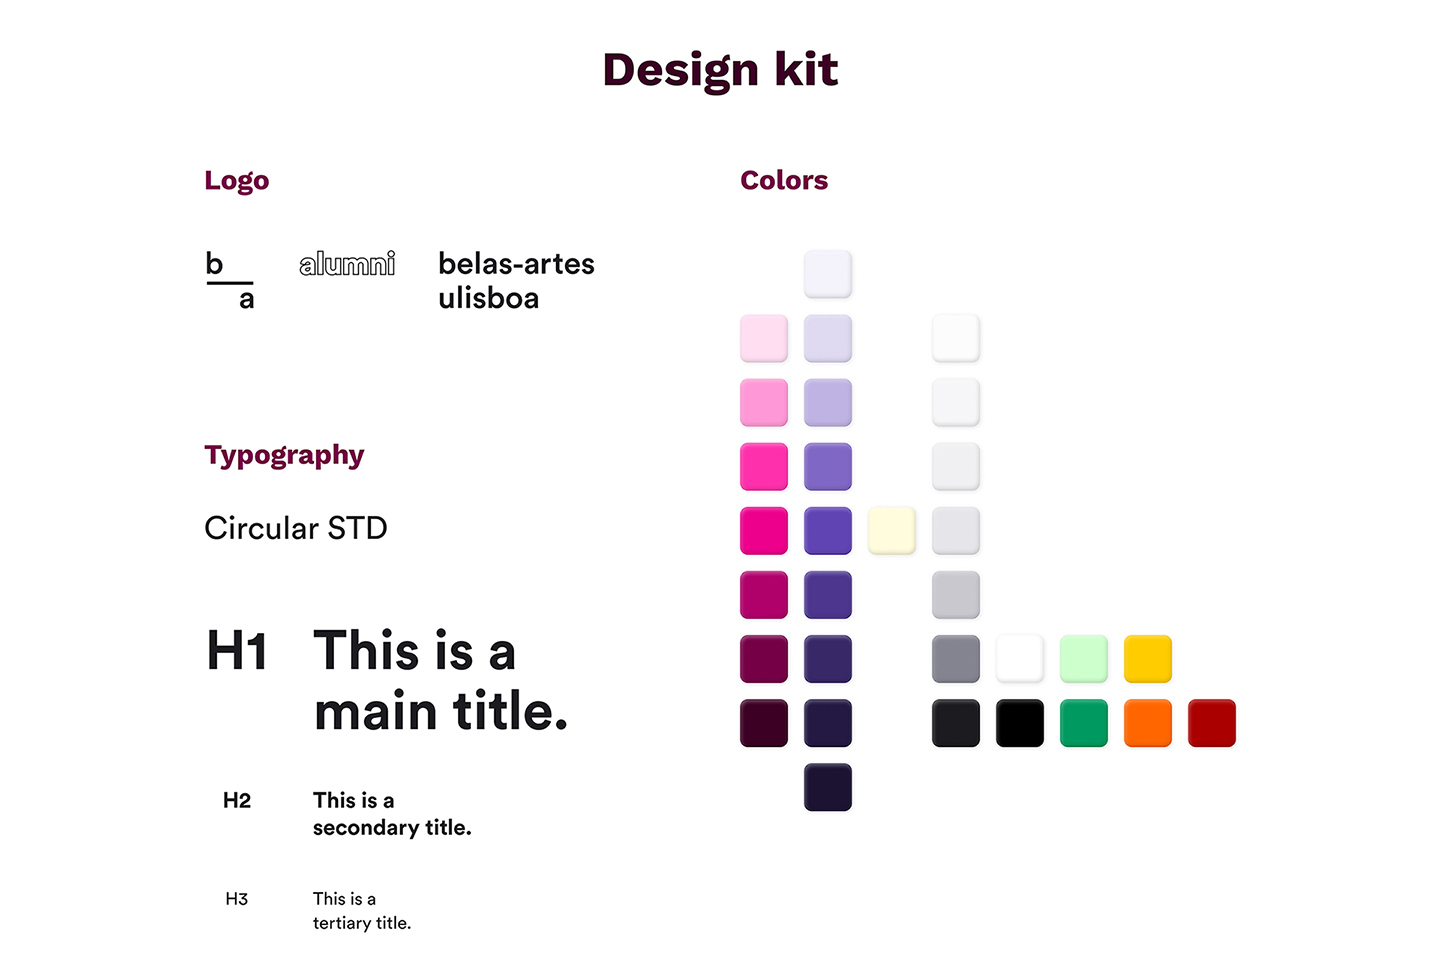 Design kit
Logo
b
a
alumni
belas-artes
ulisboa
Typography
Circular STD
H1
This is a
main title.
H2
This is a
secondary title.
H3
This is a
tertiary title.
Colors